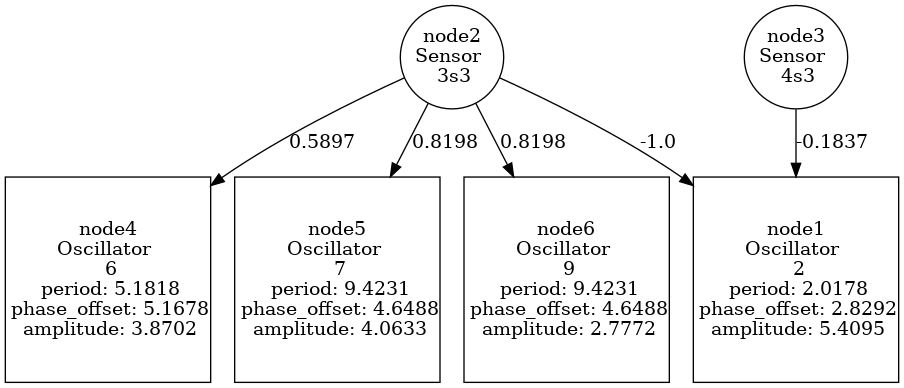 node2
Sensor
3s3
node3
Sensor
4s3
0.5897
0.8198
0.8198
-1.0
-0.1837
node4
Oscillator
6
period: 5.1818
phase_offset: 5.1678
amplitude: 3.8702
node5
Oscillator
7
period: 9.4231
phase_offset: 4.6488
amplitude: 4.0633
node6
Oscillator
9
period: 9.4231
phase_offset: 4.6488
amplitude: 2.7772
node1
Oscillator
2
period: 2.0178
phase_offset: 2.8292
amplitude: 5.4095